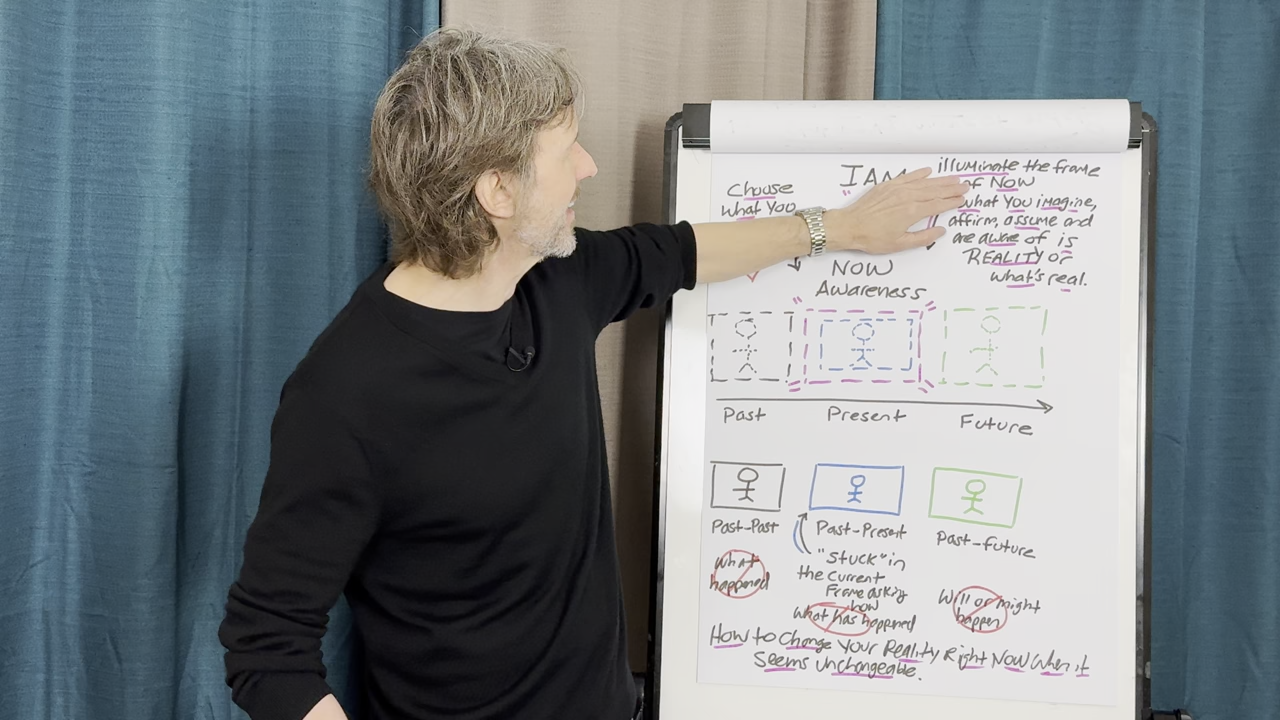 Choose
what You
I AM
illuminate the frame
of Now
what You imagine,
affirm, assume and
are aware of is
REALITY or
what's real.
NOW
Awareness
Past
Present
Future
Past-Past
Past-Present
Past-Future
what
happened
"Stuck" in
the current
Frame asking
how
what has happened
Will or might
happen
How to Change Your Reality Right Now when it
Seems Unchangeable.